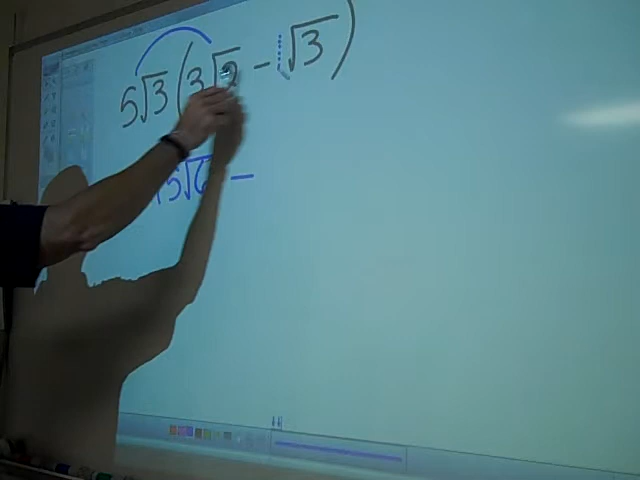 5√3(3√2 - √3)
15√6 -